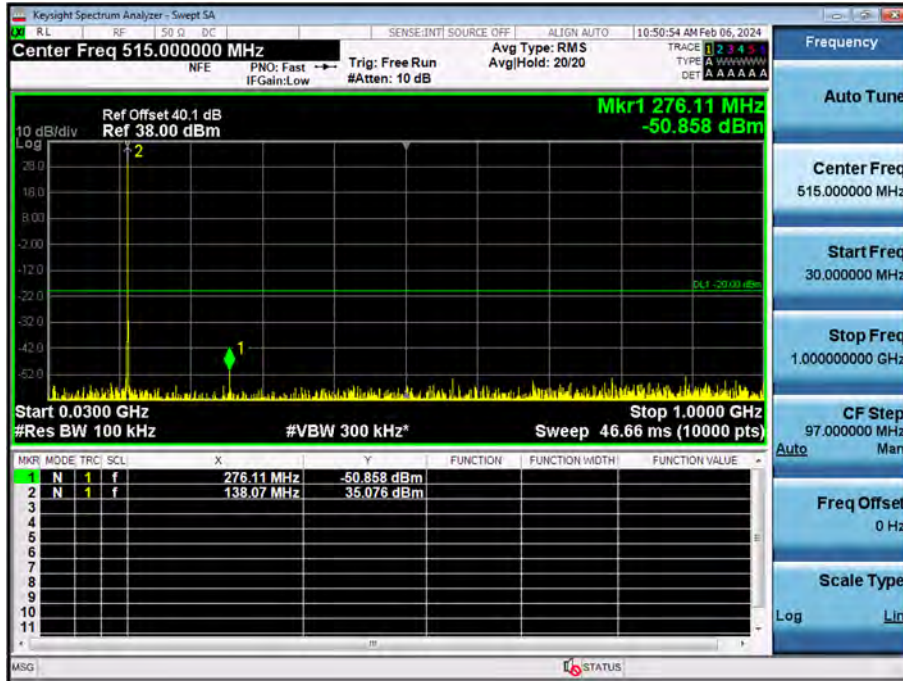 Keysight Spectrum Analyzer - Swept SA
RL RF 50 Ω DC SENSE:INT SOURCE OFF ALIGN AUTO 10:50:54 AM Feb 06, 2024
Center Freq 515.000000 MHz
NFE PNO: Fast IFGain:Low
Trig: Free Run #Atten: 10 dB
Avg Type: RMS Avg|Hold: 20/20
TRACE 1 2 3 4 5 6
TYPE A WWWWW
DET A A A A A A
Ref Offset 40.1 dB
10 dB/div Ref 38.00 dBm
Log
Mkr1 276.11 MHz
-50.858 dBm
2
28.0
18.0
8.00
-2.00
-12.0
-22.0
DL1 -20.00 dBm
-32.0
-42.0
1
-52.0
Start 0.0300 GHz Stop 1.0000 GHz
#Res BW 100 kHz #VBW 300 kHz* Sweep 46.66 ms (10000 pts)
MKR MODE TRC SCL X Y FUNCTION FUNCTION WIDTH FUNCTION VALUE
1 N 1 f 276.11 MHz -50.858 dBm
2 N 1 f 138.07 MHz 35.076 dBm
3
4
5
6
7
8
9
10
11
MSG STATUS
Frequency
Auto Tune
Center Freq
515.000000 MHz
Start Freq
30.000000 MHz
Stop Freq
1.000000000 GHz
CF Step
97.000000 MHz
Auto Man
Freq Offset
0 Hz
Scale Type
Log Lin